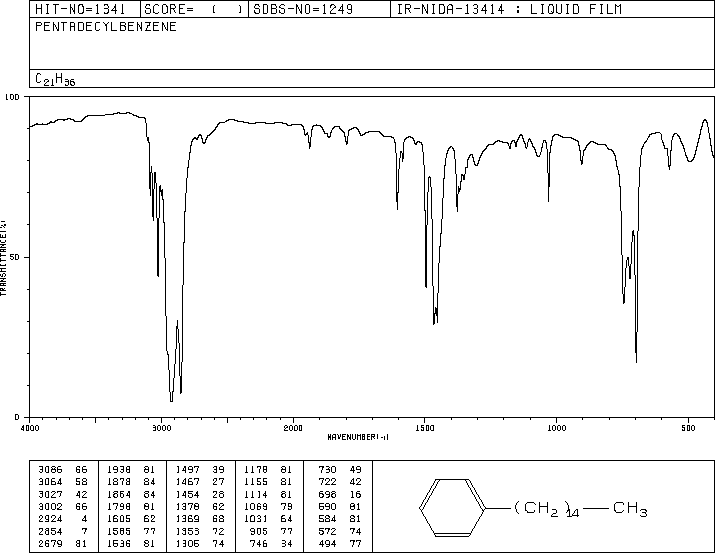 HIT-NO=1341 SCORE= ( ) SDBS-NO=1249 IR-NIDA-13414 : LIQUID FILM
PENTADECYLBENZENE
C21H36
100
50
0
TRANSMITTANCE(%)
4000 3000 2000 1500 1000 500
WAVENUMBER(-1)
3086 66 1938 81 1497 39 1178 81 730 49
3064 58 1878 84 1467 27 1155 81 722 42
3027 42 1864 84 1454 28 1114 81 698 16
3002 66 1798 81 1378 62 1069 79 690 81
2924 4 1605 62 1369 68 1031 64 584 81
2854 7 1585 77 1353 72 905 77 572 74
2679 81 1536 81 1305 74 746 34 494 77
(CH2)14 CH3